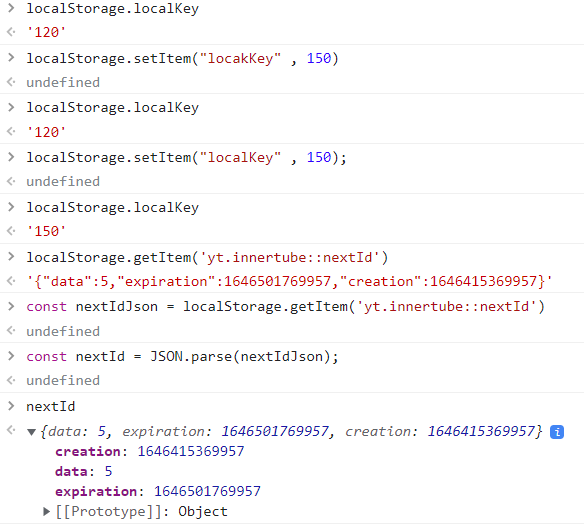 > localStorage.localKey
< '120'
> localStorage.setItem("locakKey" , 150)
< undefined
> localStorage.localKey
< '120'
> localStorage.setItem("localKey" , 150);
< undefined
> localStorage.localKey
< '150'
> localStorage.getItem('yt.innertube::nextId')
< '{"data":5,"expiration":1646501769957,"creation":1646415369957}'
> const nextIdJson = localStorage.getItem('yt.innertube::nextId')
< undefined
> const nextId = JSON.parse(nextIdJson);
< undefined
> nextId
< ▼ {data: 5, expiration: 1646501769957, creation: 1646415369957} i
creation: 1646415369957
data: 5
expiration: 1646501769957
▶ [[Prototype]]: Object